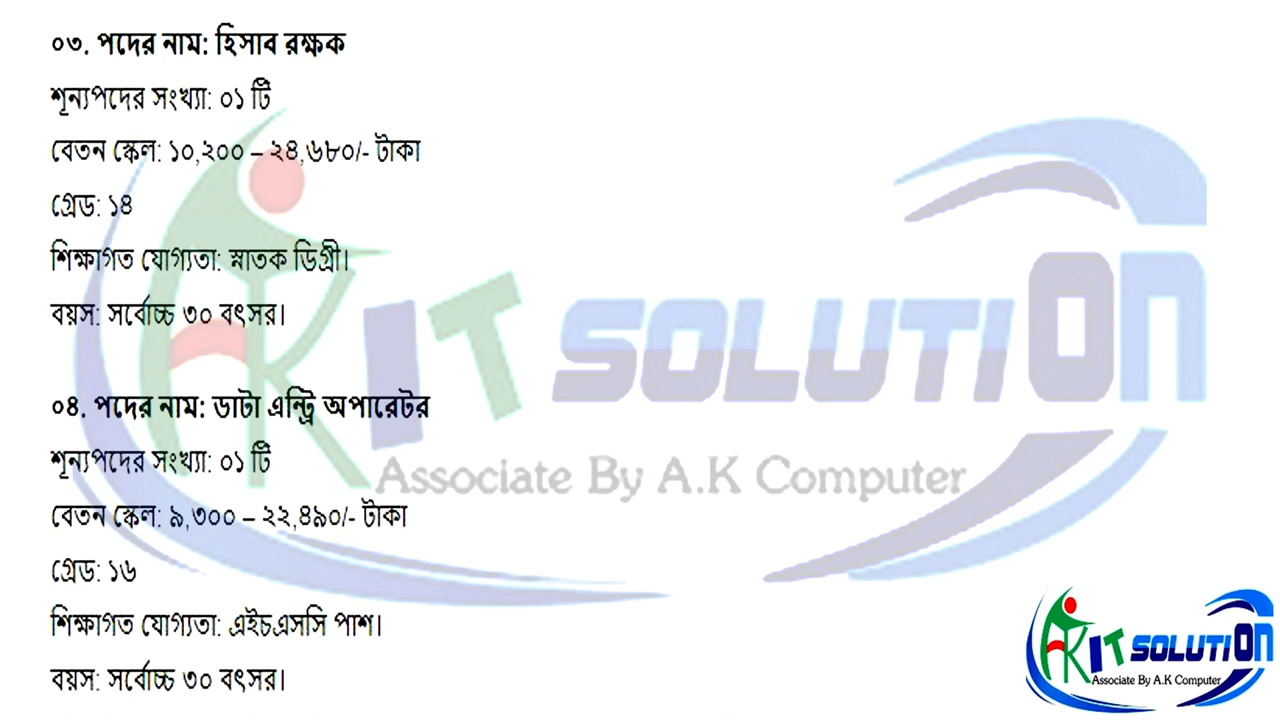 ০৩. পদের নাম: হিসাব রক্ষক
শূন্যপদের সংখ্যা: ০১ টি
বেতন স্কেল: ১০,২০০ – ২৪,৬৮০/- টাকা
গ্রেড: ১৪
শিক্ষাগত যোগ্যতা: স্নাতক ডিগ্রী।
বয়স: সর্বোচ্চ ৩০ বৎসর।
০৪. পদের নাম: ডাটা এন্ট্রি অপারেটর
শূন্যপদের সংখ্যা: ০১ টি
বেতন স্কেল: ৯,৩০০ – ২২,৪৯০/- টাকা
গ্রেড: ১৬
শিক্ষাগত যোগ্যতা: এইচএসসি পাশ।
বয়স: সর্বোচ্চ ৩০ বৎসর।
AK IT SOLUTION
Associate By A.K Computer
AK IT SOLUTION
Associate By A.K Computer